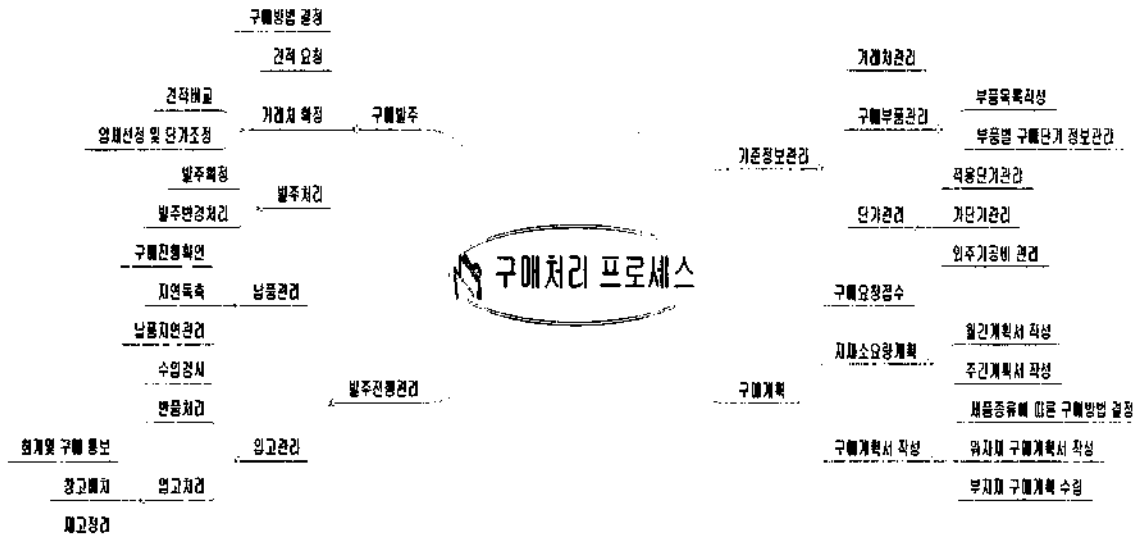 구매방법 결정
견적 요청
견적비교
거래처 확정
구매발주
업체선정 및 단가조정
발주확정
발주처리
발주변경처리
구매진행확인
지연독촉
납품관리
납품지연관리
수입검사
발주진행관리
반품처리
입고관리
회계및 구매 통보
창고배치
입고처리
재고정리
구매처리 프로세스
거래처관리
부품목록작성
구매부품관리
부품별 구매단가 정보관리
기준정보관리
적용단가관리
단가관리
가단가관리
외주가공비 관리
구매요청접수
월간계획서 작성
자재소요량계획
주간계획서 작성
구매계획
제품종류에 따른 구매방법 결정
구매계획서 작성
원자재 구매계획서 작성
부자재 구매계획 수립